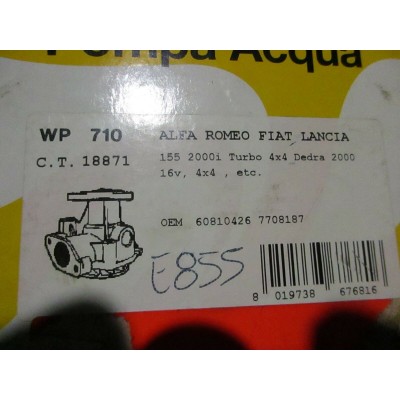 Pompa Acqua
WP 710
C.T. 18871
ALFA ROMEO FIAT LANCIA
155 2000i Turbo 4x4 Dedra 2000
16v, 4x4 , etc.
OEM 60810426 7708187
E855
8 019738 676816